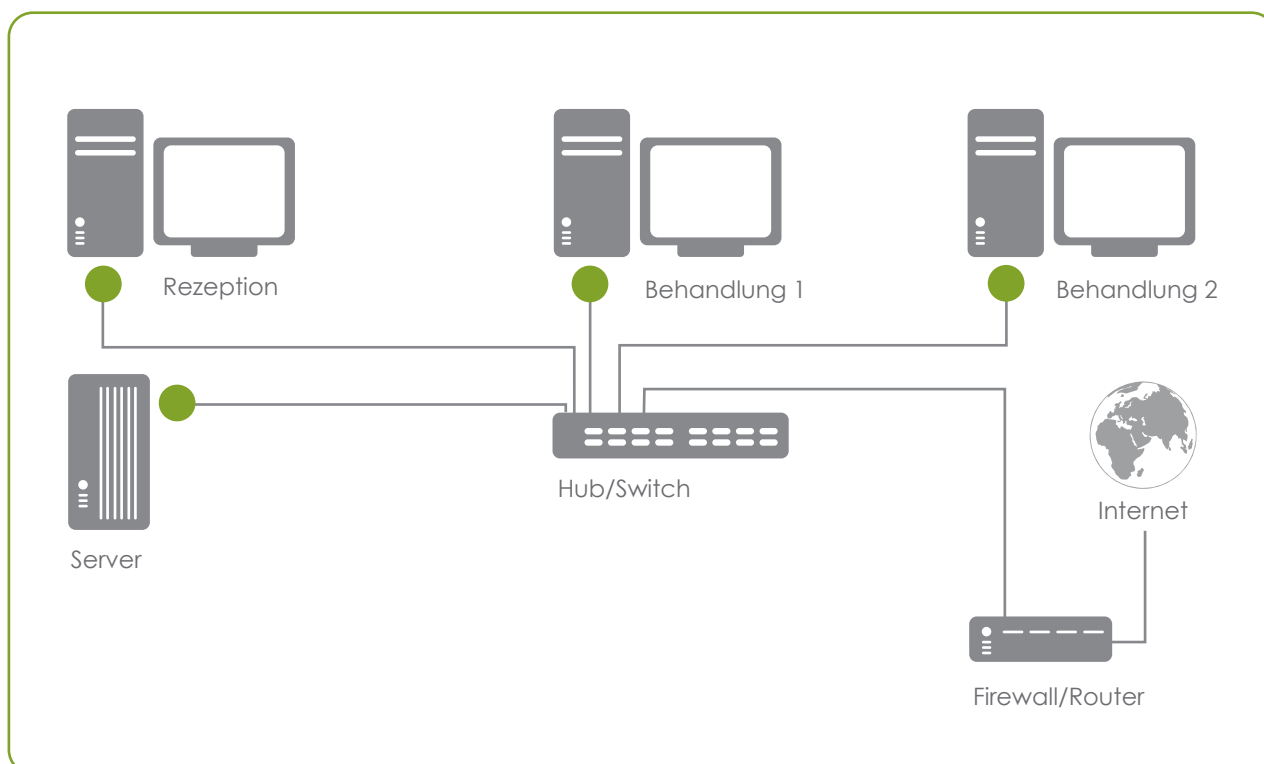 Rezeption
Behandlung 1
Behandlung 2
Hub/Switch
Internet
Server
Firewall/Router